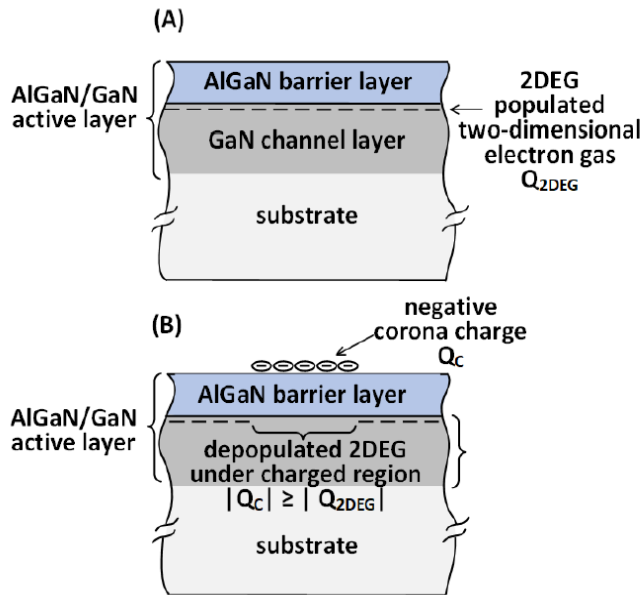 (A)
AlGaN/GaN
active layer
AlGaN barrier layer
GaN channel layer
substrate
2DEG
populated
two-dimensional
electron gas
Q2DEG
(B)
negative
corona charge
QC
AlGaN/GaN
active layer
AlGaN barrier layer
depopulated 2DEG
under charged region
|QC| ≥ |Q2DEG|
substrate